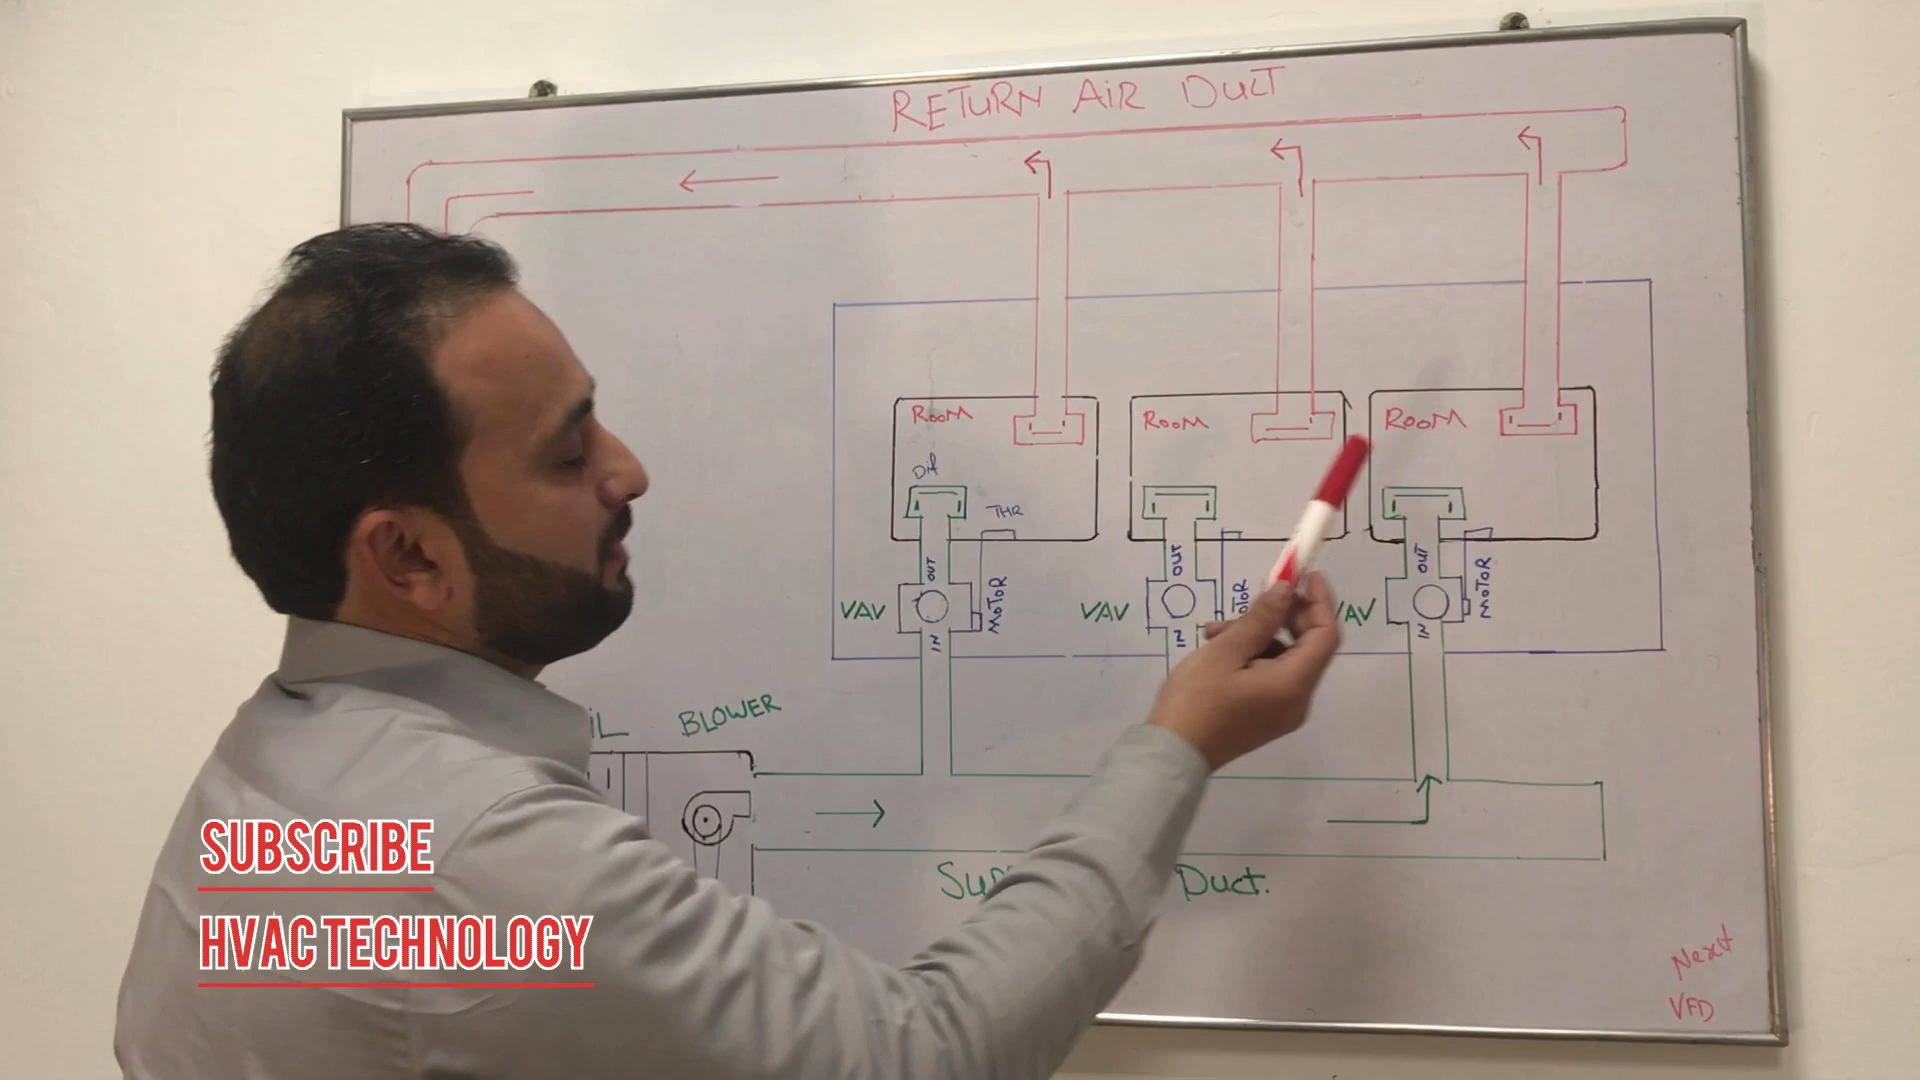 RETURN AIR DUCT
ROOM
ROOM
ROOM
Dif
THR
OUT
OUT
OUT
VAV
MOTOR
VAV
VAV
MOTOR
IN
IN
IN
BLOWER
Duct.
SUBSCRIBE
HVAC TECHNOLOGY
Next
VFD